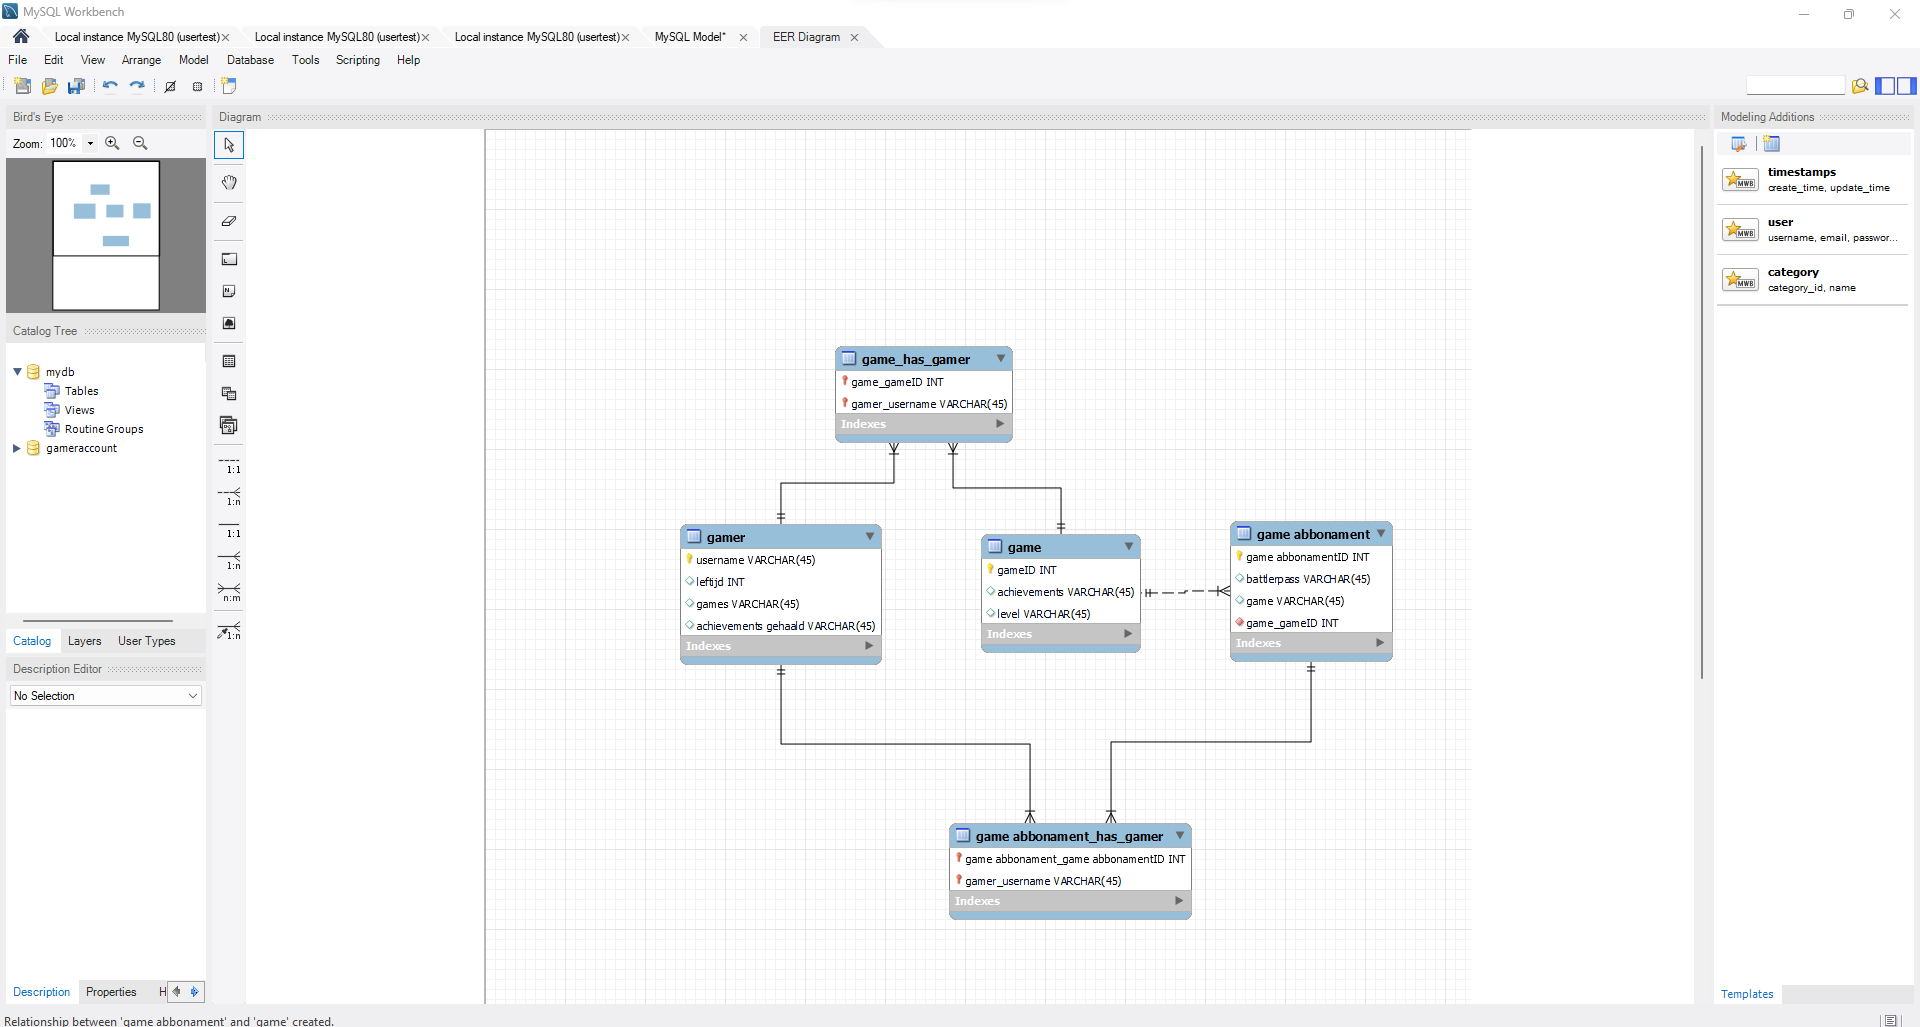 MySQL Workbench
Local instance MySQL80 (usertest)
Local instance MySQL80 (usertest)
Local instance MySQL80 (usertest)
MySQL Model*
EER Diagram
File Edit View Arrange Model Database Tools Scripting Help
Bird's Eye
Diagram
Modeling Additions
Zoom: 100%
timestamps
create_time, update_time
user
username, email, passwor...
category
category_id, name
Catalog Tree
mydb
Tables
Views
Routine Groups
gameraccount
1:1
1:n
1:1
1:n
n:m
1:n
game_has_gamer
game_gameID INT
gamer_username VARCHAR(45)
Indexes
gamer
username VARCHAR(45)
leftijd INT
games VARCHAR(45)
achievements gehaald VARCHAR(45)
Indexes
game
gameID INT
achievements VARCHAR(45)
level VARCHAR(45)
Indexes
game abbonament
game abbonamentID INT
battlerpass VARCHAR(45)
game VARCHAR(45)
game_gameID INT
Indexes
game abbonament_has_gamer
game abbonament_game abbonamentID INT
gamer_username VARCHAR(45)
Indexes
Catalog Layers User Types
Description Editor
No Selection
Description Properties H
Templates
Relationship between 'game abbonament' and 'game' created.